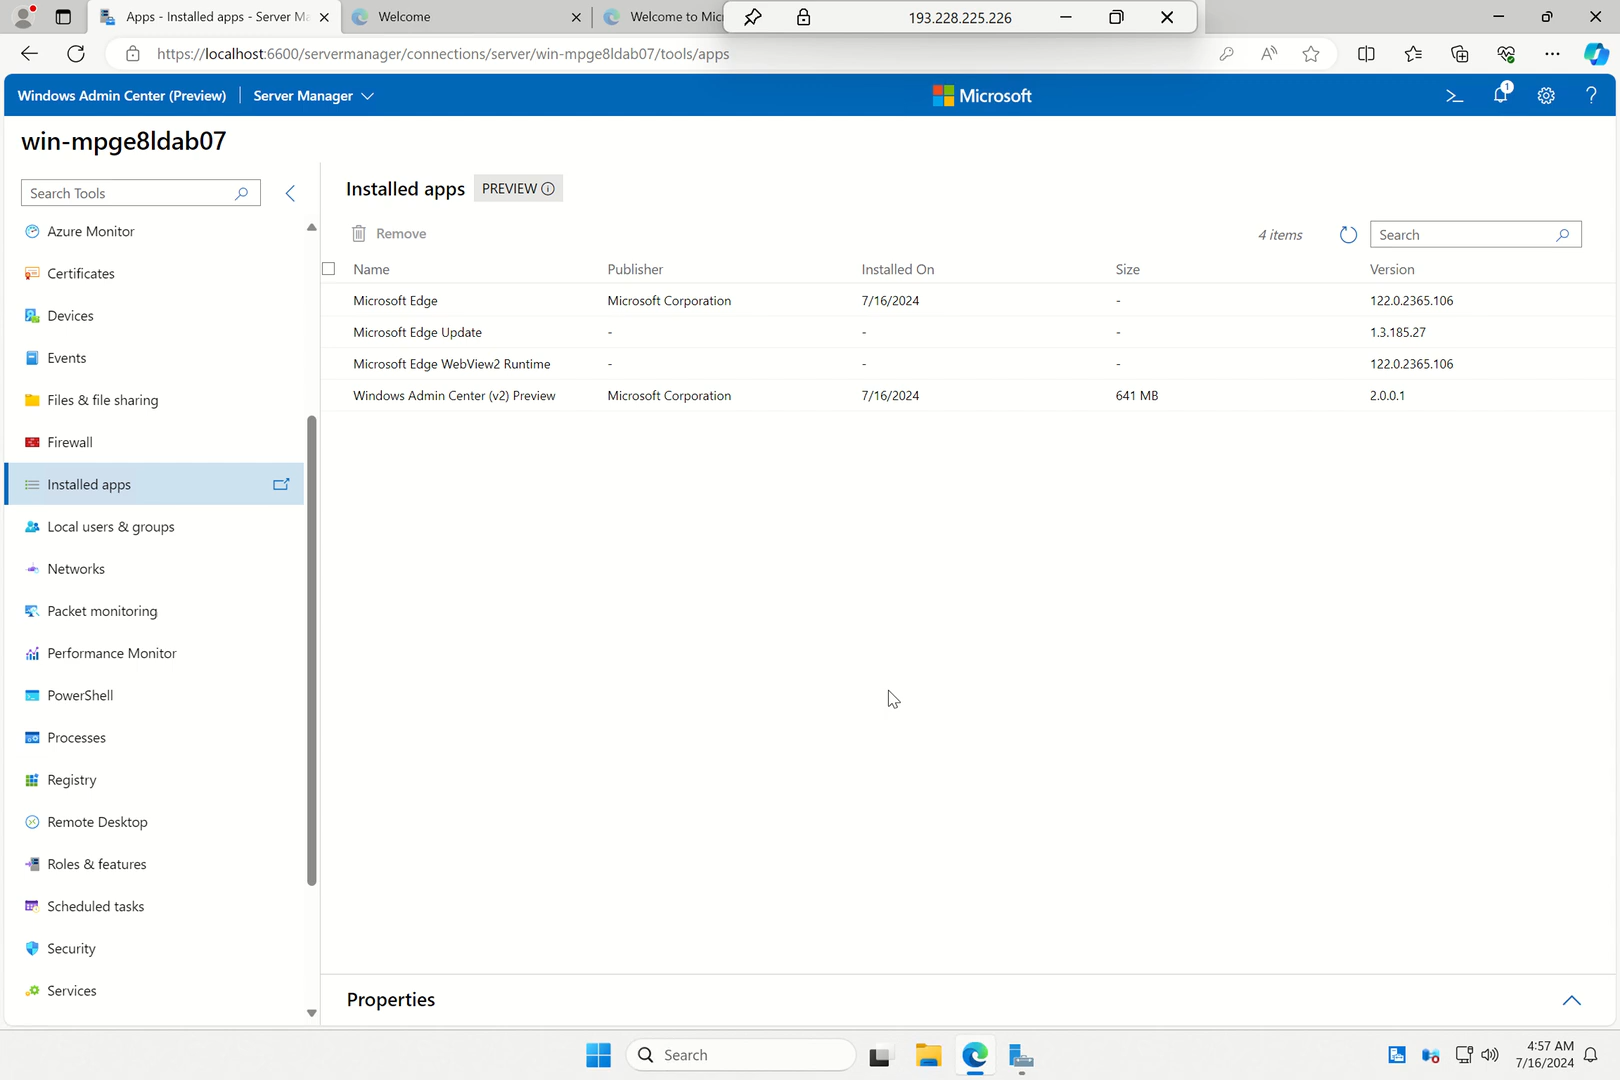 Apps - Installed apps - Server Ma
Welcome
Welcome to Micr
193.228.225.226
https://localhost:6600/servermanager/connections/server/win-mpge8ldab07/tools/apps
Windows Admin Center (Preview)
Server Manager
Microsoft
1
win-mpge8ldab07
Search Tools
Azure Monitor
Certificates
Devices
Events
Files & file sharing
Firewall
Installed apps
Local users & groups
Networks
Packet monitoring
Performance Monitor
PowerShell
Processes
Registry
Remote Desktop
Roles & features
Scheduled tasks
Security
Services
Installed apps PREVIEW
Remove
4 items
Search
Name Publisher Installed On Size Version
Microsoft Edge Microsoft Corporation 7/16/2024 - 122.0.2365.106
Microsoft Edge Update - - - 1.3.185.27
Microsoft Edge WebView2 Runtime - - - 122.0.2365.106
Windows Admin Center (v2) Preview Microsoft Corporation 7/16/2024 641 MB 2.0.0.1
Properties
Search
4:57 AM
7/16/2024